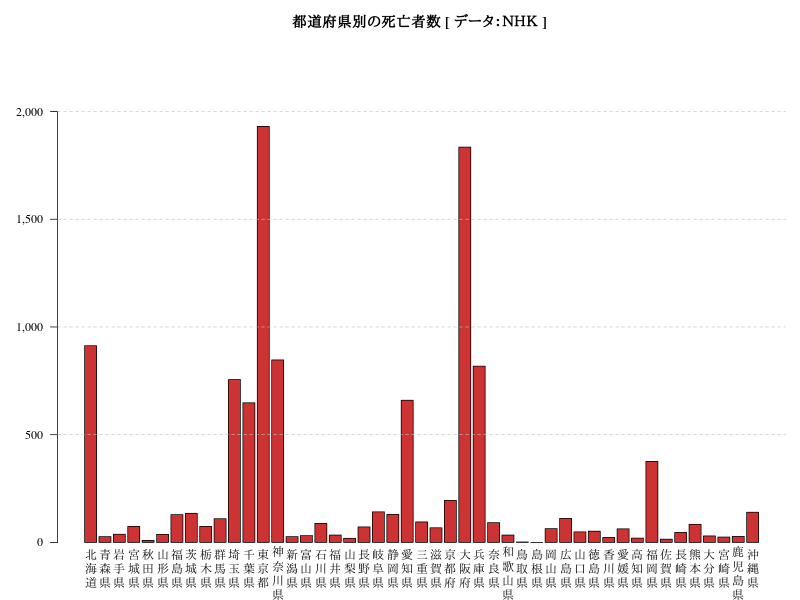 都道府県別の死亡者数 [ データ：NHK ]
2,000
1,500
1,000
500
0
北海道
青森県
岩手県
宮城県
秋田県
山形県
福島県
茨城県
栃木県
群馬県
埼玉県
千葉県
東京都
神奈川県
新潟県
富山県
石川県
福井県
山梨県
長野県
岐阜県
静岡県
愛知県
三重県
滋賀県
京都府
大阪府
兵庫県
奈良県
和歌山県
鳥取県
島根県
岡山県
広島県
山口県
徳島県
香川県
愛媛県
高知県
福岡県
佐賀県
長崎県
熊本県
大分県
宮崎県
鹿児島県
沖縄県